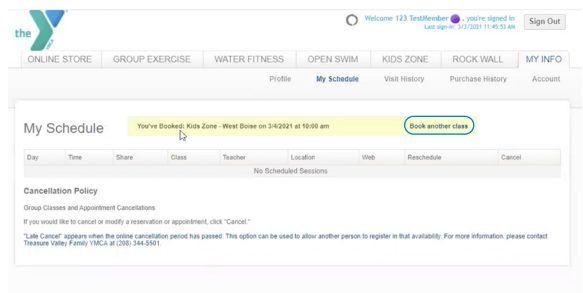 the
Welcome 123 TestMember , you're signed in
Last sign-in: 3/3/2021 11:45:53 AM
Sign Out
ONLINE STORE GROUP EXERCISE WATER FITNESS OPEN SWIM KIDS ZONE ROCK WALL MY INFO
Profile My Schedule Visit History Purchase History Account
My Schedule
You've Booked: Kids Zone - West Boise on 3/4/2021 at 10:00 am
Book another class
Day Time Share Class Teacher Location Web Reschedule Cancel
No Scheduled Sessions
Cancellation Policy
Group Classes and Appointment Cancellations
If you would like to cancel or modify a reservation or appointment, click "Cancel."
"Late Cancel" appears when the online cancellation period has passed. This option can be used to allow another person to register in that availability. For more information, please contact
Treasure Valley Family YMCA at (208) 344-5501.